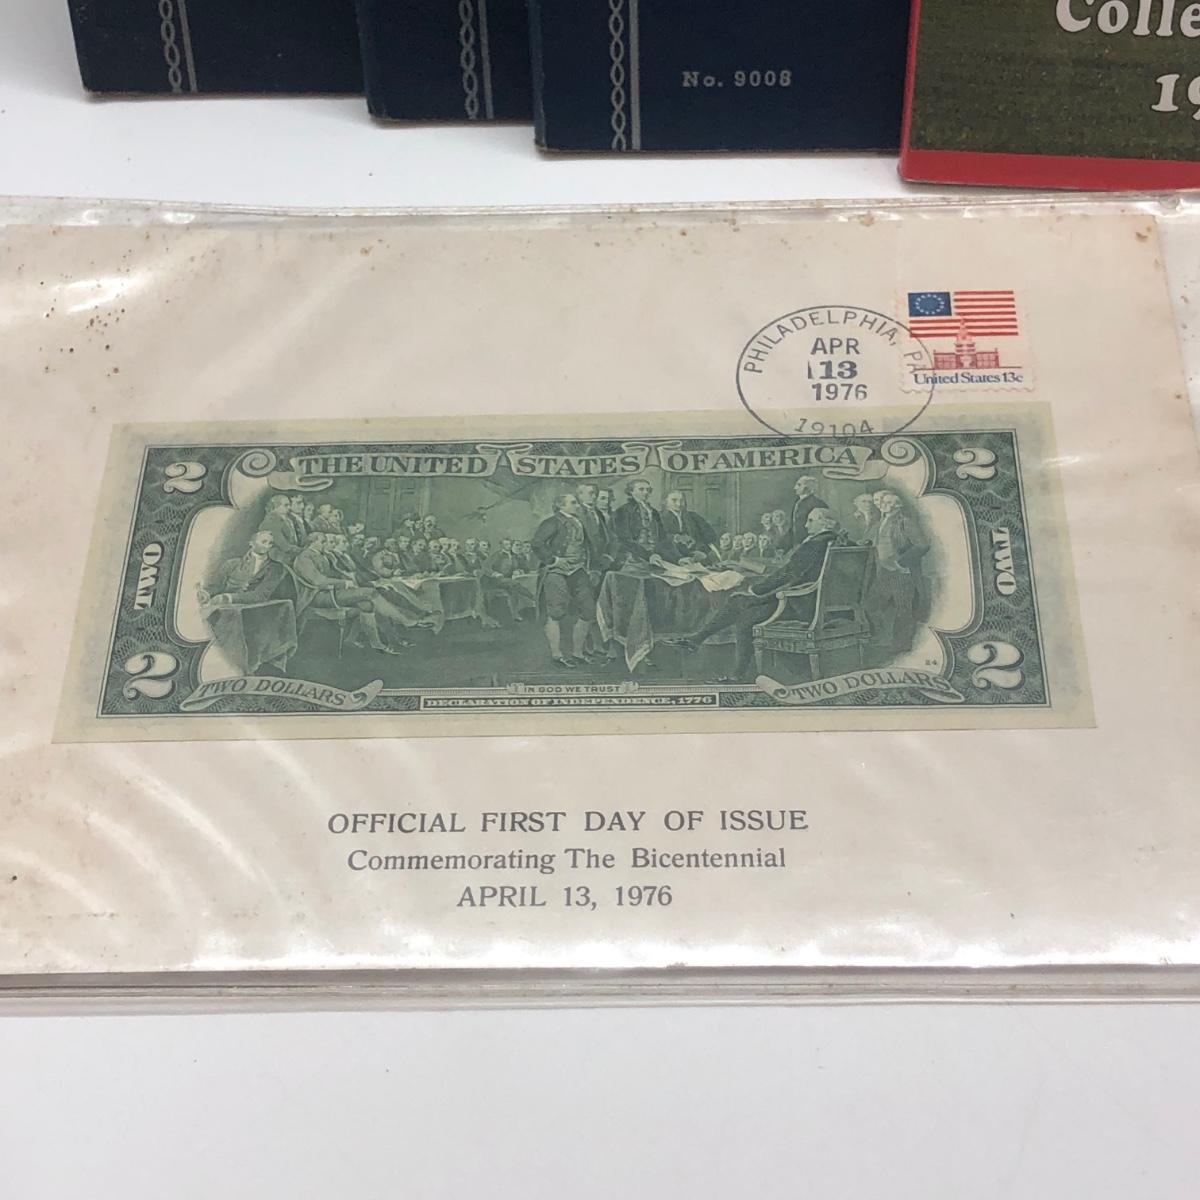 No. 9008
Colle
19
PHILADELPHIA, PA
APR
13
1976
19104
United States 13c
THE UNITED STATES OF AMERICA
2
2
TWO
TWO
2
2
24
TWO DOLLARS
IN GOD WE TRUST
TWO DOLLARS
DECLARATION OF INDEPENDENCE, 1776
OFFICIAL FIRST DAY OF ISSUE
Commemorating The Bicentennial
APRIL 13, 1976